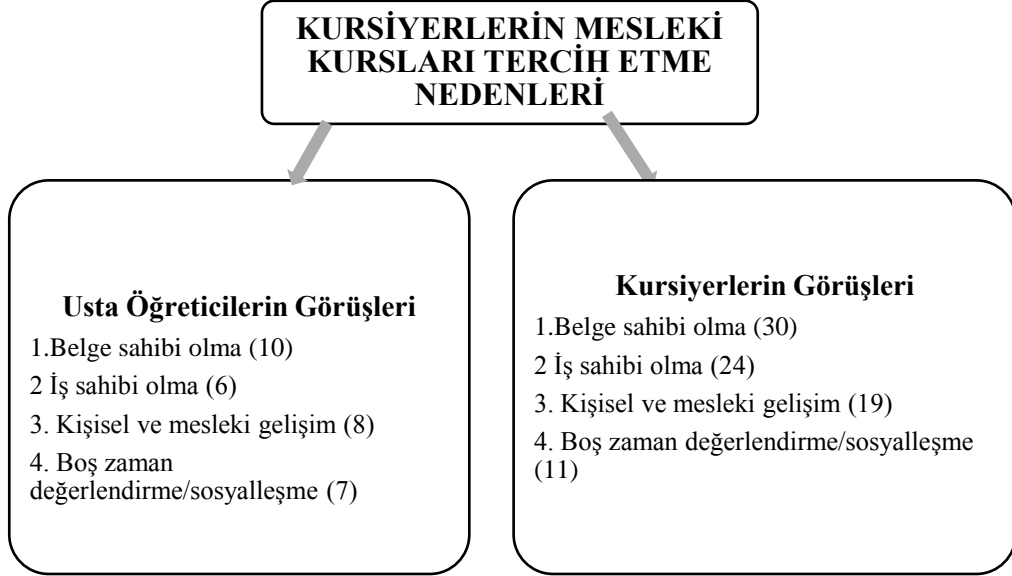 KURSİYERLERİN MESLEKİ
KURSLARI TERCİH ETME
NEDENLERİ
Usta Öğreticilerin Görüşleri
1.Belge sahibi olma (10)
2 İş sahibi olma (6)
3. Kişisel ve mesleki gelişim (8)
4. Boş zaman
değerlendirme/sosyalleşme (7)
Kursiyerlerin Görüşleri
1.Belge sahibi olma (30)
2 İş sahibi olma (24)
3. Kişisel ve mesleki gelişim (19)
4. Boş zaman değerlendirme/sosyalleşme
(11)